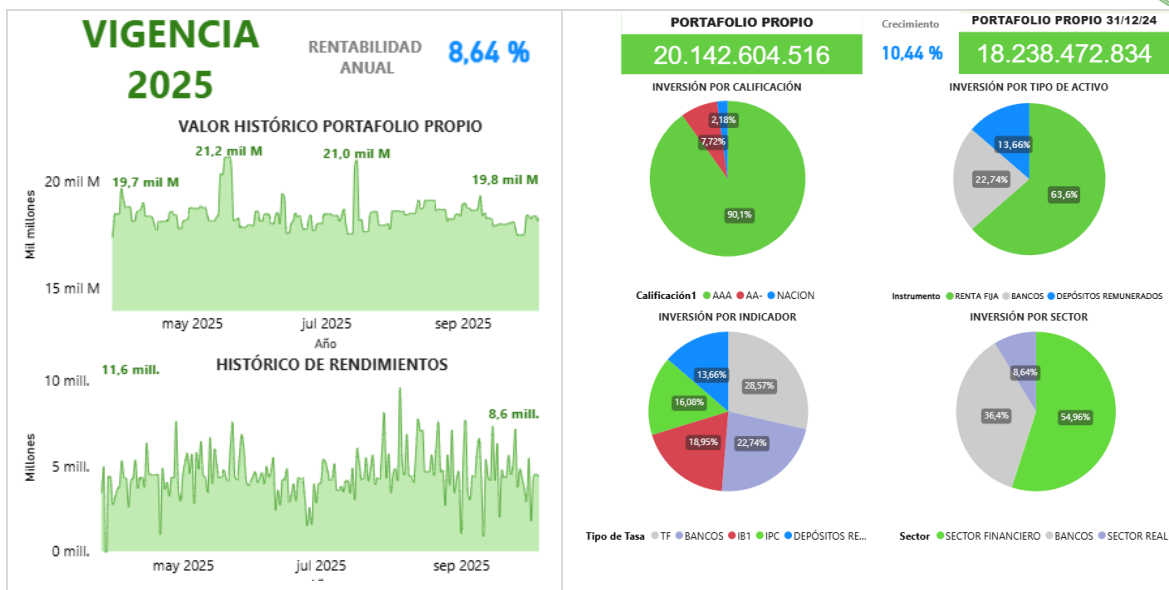 VIGENCIA
2025
RENTABILIDAD
ANUAL
8,64 %
VALOR HISTÓRICO PORTAFOLIO PROPIO
21,2 mil M
21,0 mil M
19,7 mil M
19,8 mil M
20 mil M
15 mil M
Mil millones
may 2025
jul 2025
sep 2025
Año
HISTÓRICO DE RENDIMIENTOS
11,6 mill.
8,6 mill.
10 mill.
5 mill.
0 mill.
Millones
may 2025
jul 2025
sep 2025
PORTAFOLIO PROPIO
20.142.604.516
Crecimiento
10,44 %
PORTAFOLIO PROPIO 31/12/24
18.238.472.834
INVERSIÓN POR CALIFICACIÓN
2,18%
7,72%
90,1%
Calificación1 AAA AA- NACION
INVERSIÓN POR TIPO DE ACTIVO
13,66%
22,74%
63,6%
Instrumento RENTA FIJA BANCOS DEPÓSITOS REMUNERADOS
INVERSIÓN POR INDICADOR
13,66%
28,57%
16,08%
18,95%
22,74%
Tipo de Tasa TF BANCOS IB1 IPC DEPÓSITOS RE...
INVERSIÓN POR SECTOR
8,64%
36,4%
54,96%
Sector SECTOR FINANCIERO BANCOS SECTOR REAL